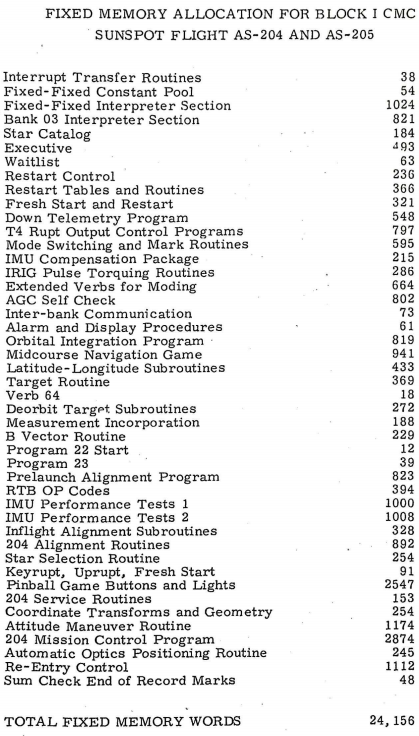 FIXED MEMORY ALLOCATION FOR BLOCK I CMC
SUNSPOT FLIGHT AS-204 AND AS-205
Interrupt Transfer Routines 38
Fixed-Fixed Constant Pool 54
Fixed-Fixed Interpreter Section 1024
Bank 03 Interpreter Section 821
Star Catalog 184
Executive 493
Waitlist 63
Restart Control 236
Restart Tables and Routines 366
Fresh Start and Restart 321
Down Telemetry Program 548
T4 Rupt Output Control Programs 797
Mode Switching and Mark Routines 595
IMU Compensation Package 215
IRIG Pulse Torquing Routines 286
Extended Verbs for Moding 664
AGC Self Check 802
Inter-bank Communication 73
Alarm and Display Procedures 61
Orbital Integration Program 819
Midcourse Navigation Game 941
Latitude-Longitude Subroutines 433
Target Routine 369
Verb 64 18
Deorbit Target Subroutines 272
Measurement Incorporation 188
B Vector Routine 229
Program 22 Start 12
Program 23 39
Prelaunch Alignment Program 823
RTB OP Codes 394
IMU Performance Tests 1 1000
IMU Performance Tests 2 1008
Inflight Alignment Subroutines 328
204 Alignment Routines 892
Star Selection Routine 254
Keyrupt, Uprupt, Fresh Start 91
Pinball Game Buttons and Lights 2547
204 Service Routines 153
Coordinate Transforms and Geometry 254
Attitude Maneuver Routine 1174
204 Mission Control Program 2874
Automatic Optics Positioning Routine 245
Re-Entry Control 1112
Sum Check End of Record Marks 48
TOTAL FIXED MEMORY WORDS 24,156